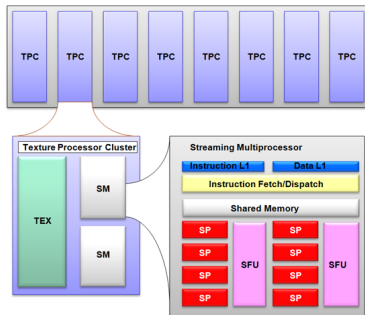 TPC TPC TPC TPC TPC TPC TPC TPC
Texture Processor Cluster
TEX
SM
SM
Streaming Multiprocessor
Instruction L1 Data L1
Instruction Fetch/Dispatch
Shared Memory
SP SP
SP SP
SFU SFU
SP SP
SP SP